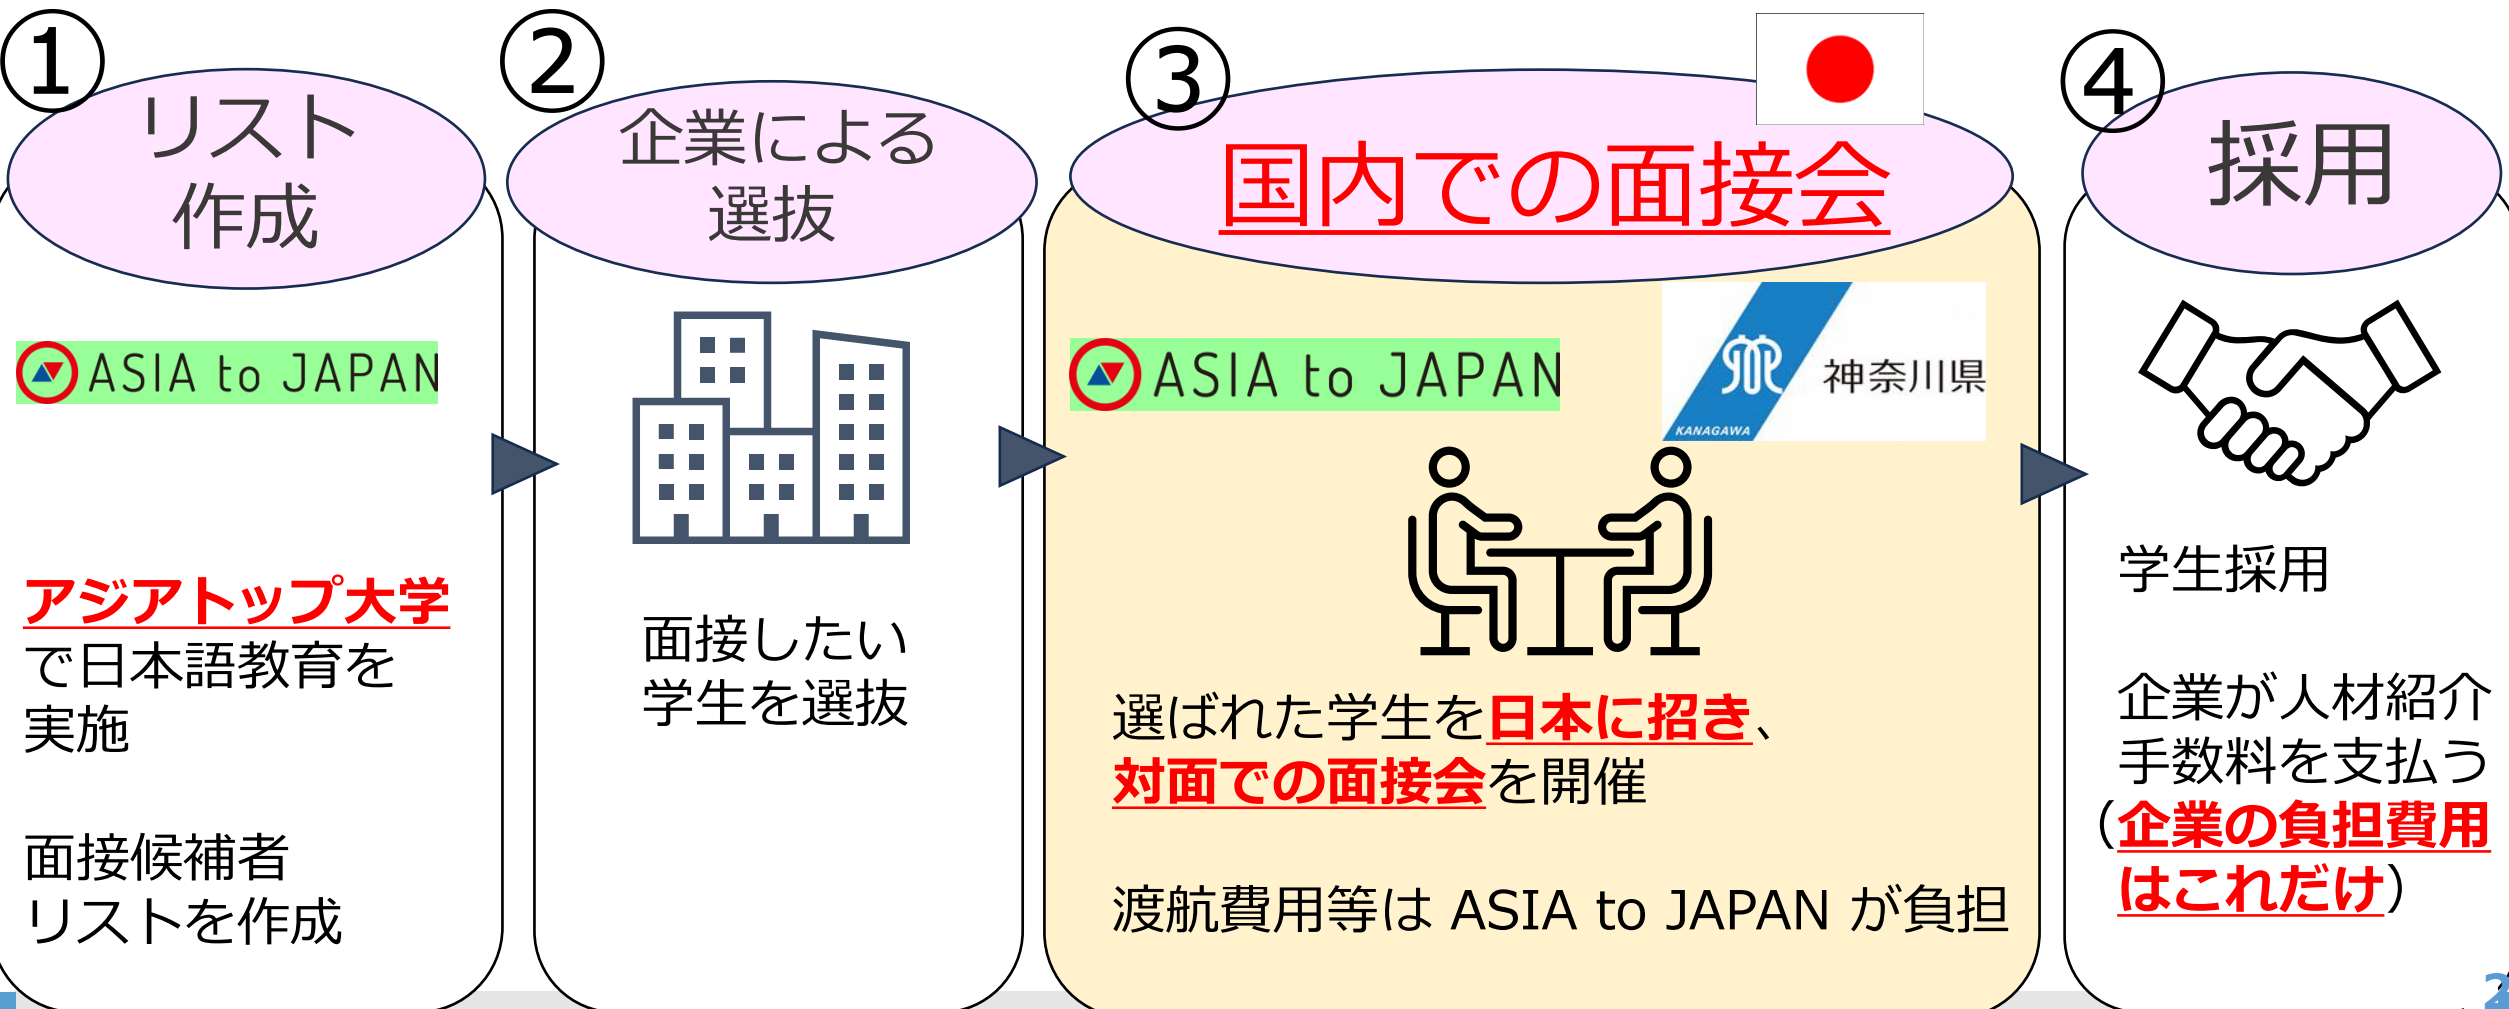 ①
リスト
作成
ASIA to JAPAN
アジアトップ大学
で日本語教育を
実施
面接候補者
リストを作成
②
企業による
選抜
面接したい
学生を選抜
③
国内での面接会
ASIA to JAPAN
神奈川県
KANAGAWA
選ばれた学生を日本に招き、
対面での面接会を開催
渡航費用等は ASIA to JAPAN が負担
④
採用
学生採用
企業が人材紹介
手数料を支払う
(企業の負担費用
はこれだけ)